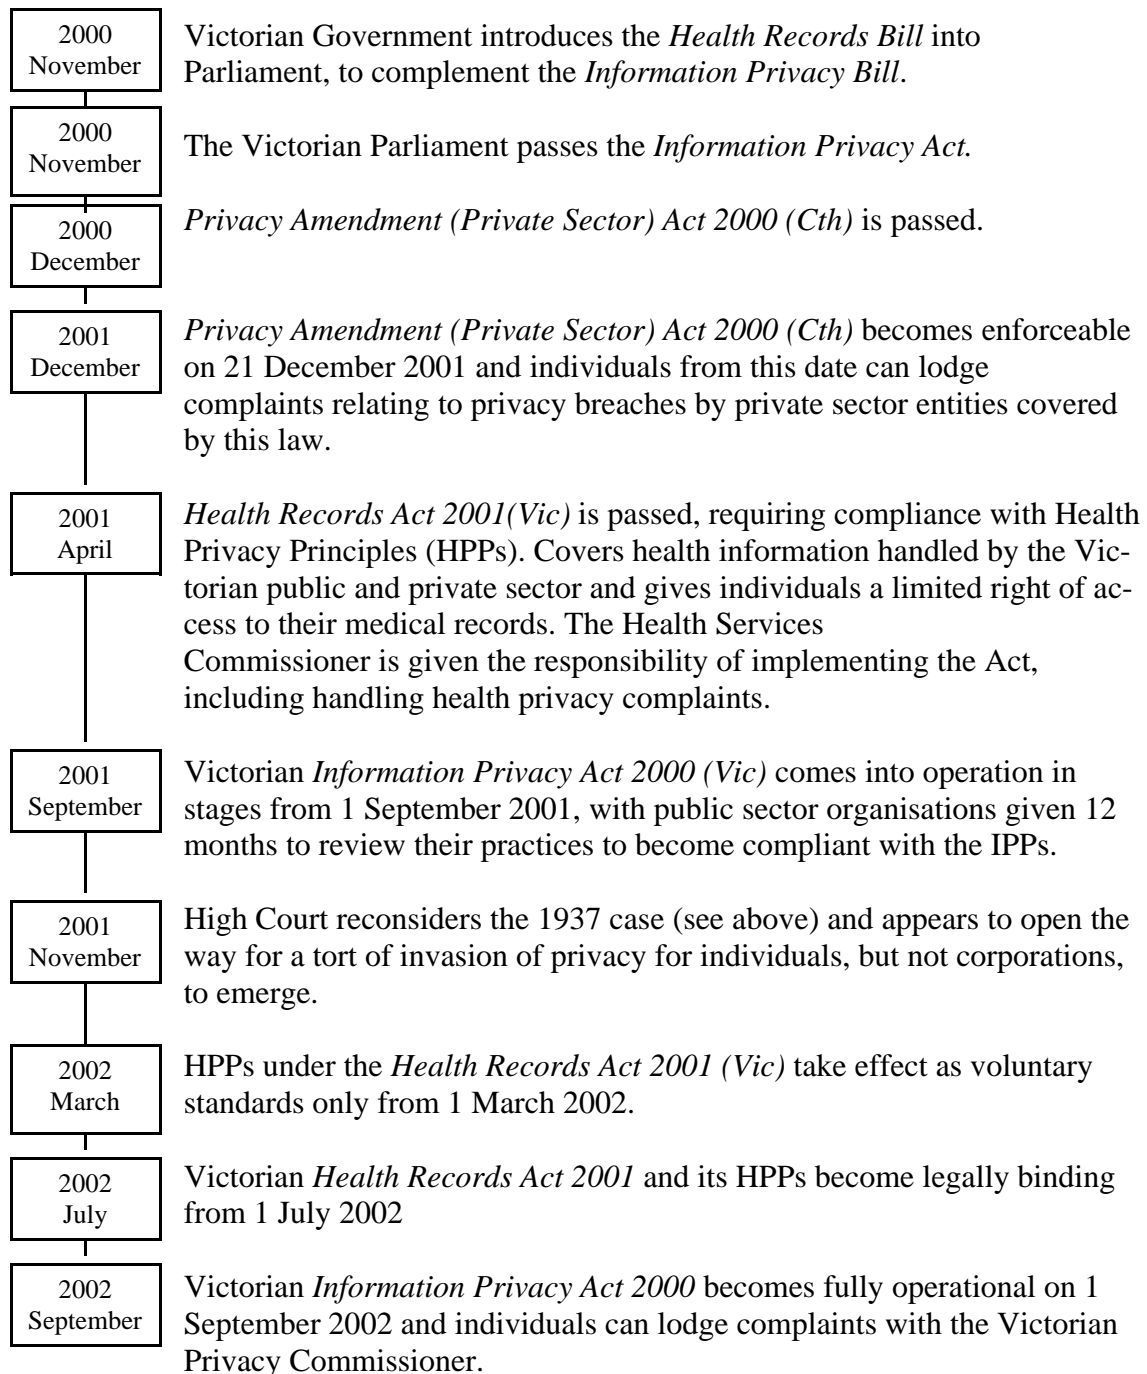 2000
November
Victorian Government introduces the Health Records Bill into
Parliament, to complement the Information Privacy Bill.
2000
November
The Victorian Parliament passes the Information Privacy Act.
2000
December
Privacy Amendment (Private Sector) Act 2000 (Cth) is passed.
2001
December
Privacy Amendment (Private Sector) Act 2000 (Cth) becomes enforceable
on 21 December 2001 and individuals from this date can lodge
complaints relating to privacy breaches by private sector entities covered
by this law.
2001
April
Health Records Act 2001(Vic) is passed, requiring compliance with Health
Privacy Principles (HPPs). Covers health information handled by the Vic-
torian public and private sector and gives individuals a limited right of ac-
cess to their medical records. The Health Services
Commissioner is given the responsibility of implementing the Act,
including handling health privacy complaints.
2001
September
Victorian Information Privacy Act 2000 (Vic) comes into operation in
stages from 1 September 2001, with public sector organisations given 12
months to review their practices to become compliant with the IPPs.
2001
November
High Court reconsiders the 1937 case (see above) and appears to open the
way for a tort of invasion of privacy for individuals, but not corporations,
to emerge.
2002
March
HPPs under the Health Records Act 2001 (Vic) take effect as voluntary
standards only from 1 March 2002.
2002
July
Victorian Health Records Act 2001 and its HPPs become legally binding
from 1 July 2002
2002
September
Victorian Information Privacy Act 2000 becomes fully operational on 1
September 2002 and individuals can lodge complaints with the Victorian
Privacy Commissioner.